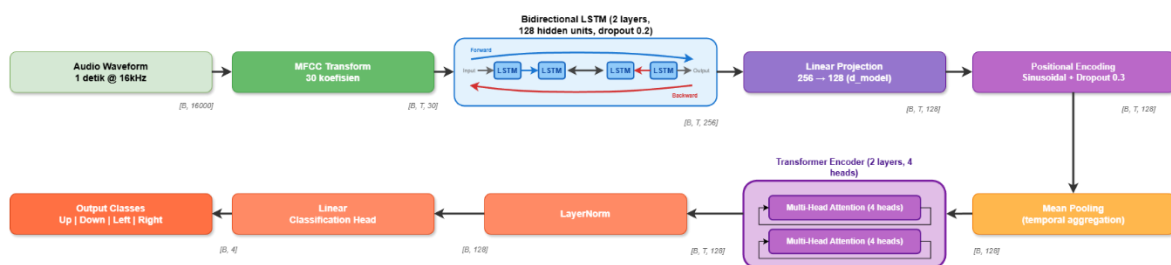 Audio Waveform
1 detik @ 16kHz
[B, 16000]
MFCC Transform
30 koefisien
[B, T, 30]
Bidirectional LSTM (2 layers,
128 hidden units, dropout 0.2)
Forward
Input
LSTM
LSTM
LSTM
LSTM
Output
Backward
[B, T, 256]
Linear Projection
256 → 128 (d_model)
[B, T, 128]
Positional Encoding
Sinusoidal + Dropout 0.3
[B, T, 128]
Mean Pooling
(temporal aggregation)
[B, 128]
Transformer Encoder (2 layers, 4
heads)
Multi-Head Attention (4 heads)
Multi-Head Attention (4 heads)
[B, T, 128]
LayerNorm
[B, 128]
Linear
Classification Head
[B, 4]
Output Classes
Up | Down | Left | Right